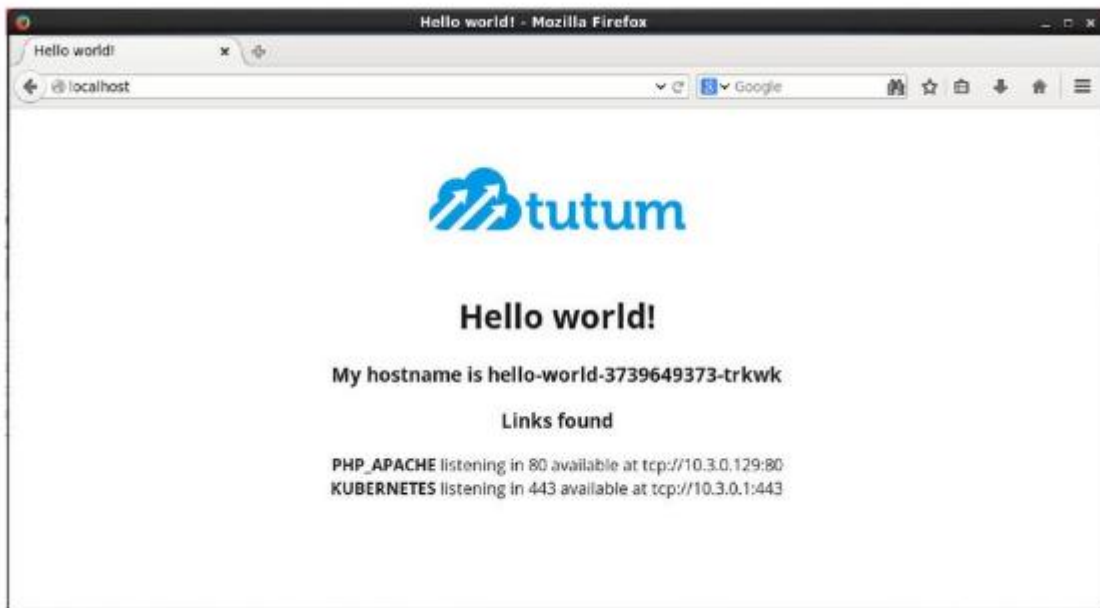 Hello world! - Mozilla Firefox
Hello world!
localhost
Google
tutum
Hello world!
My hostname is hello-world-3739649373-trkwk
Links found
PHP_APACHE listening in 80 available at tcp://10.3.0.129:80
KUBERNETES listening in 443 available at tcp://10.3.0.1:443